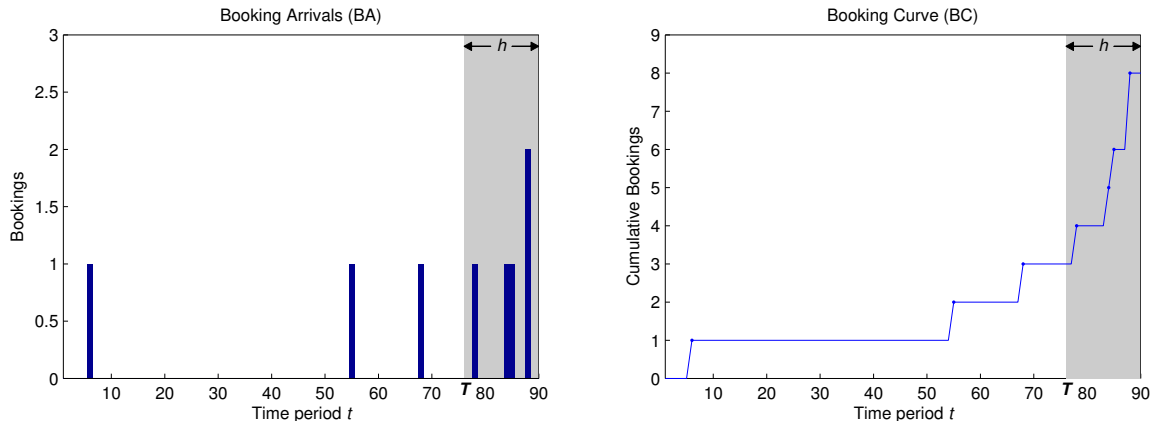 Booking Arrivals (BA)
3
2.5
2
1.5
1
0.5
0
Bookings
h
10 20 30 40 50 60 70 T 80 90
Time period t
Booking Curve (BC)
9
8
7
6
5
4
3
2
1
0
Cumulative Bookings
h
10 20 30 40 50 60 70 T 80 90
Time period t